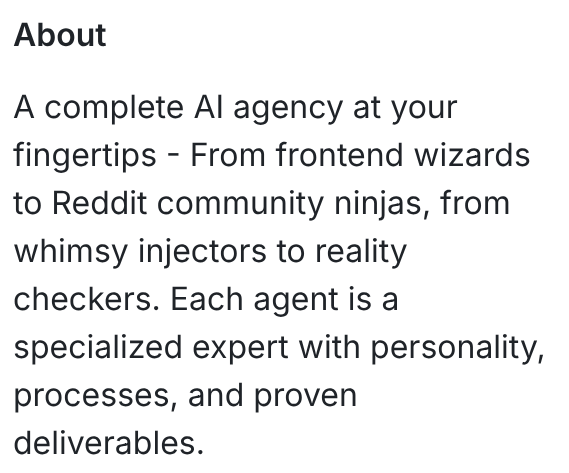 About
A complete AI agency at your
fingertips - From frontend wizards
to Reddit community ninjas, from
whimsy injectors to reality
checkers. Each agent is a
specialized expert with personality,
processes, and proven
deliverables.